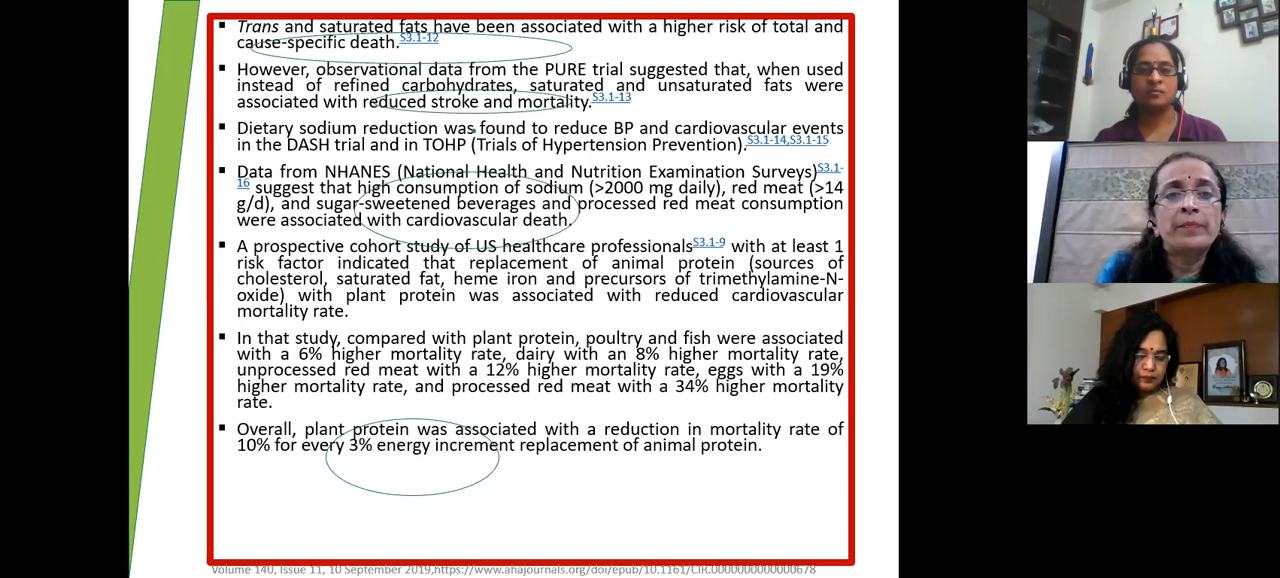 ▪ Trans and saturated fats have been associated with a higher risk of total and
cause-specific death.S3.1-12
▪ However, observational data from the PURE trial suggested that, when used
instead of refined carbohydrates, saturated and unsaturated fats were
associated with reduced stroke and mortality.S3.1-13
▪ Dietary sodium reduction was found to reduce BP and cardiovascular events
in the DASH trial and in TOHP (Trials of Hypertension Prevention).S3.1-14,S3.1-15
▪ Data from NHANES (National Health and Nutrition Examination Surveys)S3.1-
16 suggest that high consumption of sodium (>2000 mg daily), red meat (>14
g/d), and sugar-sweetened beverages and processed red meat consumption
were associated with cardiovascular death.
▪ A prospective cohort study of US healthcare professionalsS3.1-9 with at least 1
risk factor indicated that replacement of animal protein (sources of
cholesterol, saturated fat, heme iron and precursors of trimethylamine-N-
oxide) with plant protein was associated with reduced cardiovascular
mortality rate.
▪ In that study, compared with plant protein, poultry and fish were associated
with a 6% higher mortality rate, dairy with an 8% higher mortality rate,
unprocessed red meat with a 12% higher mortality rate, eggs with a 19%
higher mortality rate, and processed red meat with a 34% higher mortality
rate.
▪ Overall, plant protein was associated with a reduction in mortality rate of
10% for every 3% energy increment replacement of animal protein.
Volume 140, Issue 11, 10 September 2019,https://www.ahajournals.org/doi/epub/10.1161/CIR.0000000000000678